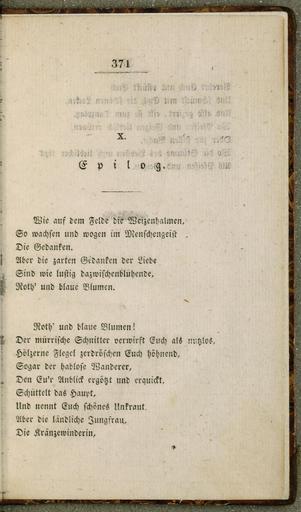 371
X.
Epilog.
Wie auf dem Felde die Weizenhalmen,
So wachsen und wogen im Menschengeist
Die Gedanken.
Aber die zarten Gedanken der Liebe
Sind wie lustig dazwischenblühende,
Roth' und blaue Blumen.
Roth' und blaue Blumen!
Der mürrische Schnitter verwirft Euch als nutzlos,
Hölzerne Flegel zerdröschen Euch höhnend,
Sogar der hablose Wanderer,
Den Eu'r Anblick ergötzt und erquickt,
Schüttelt das Haupt,
Und nennt Euch schönes Unkraut.
Aber die ländliche Jungfrau,
Die Kränzewinderin,